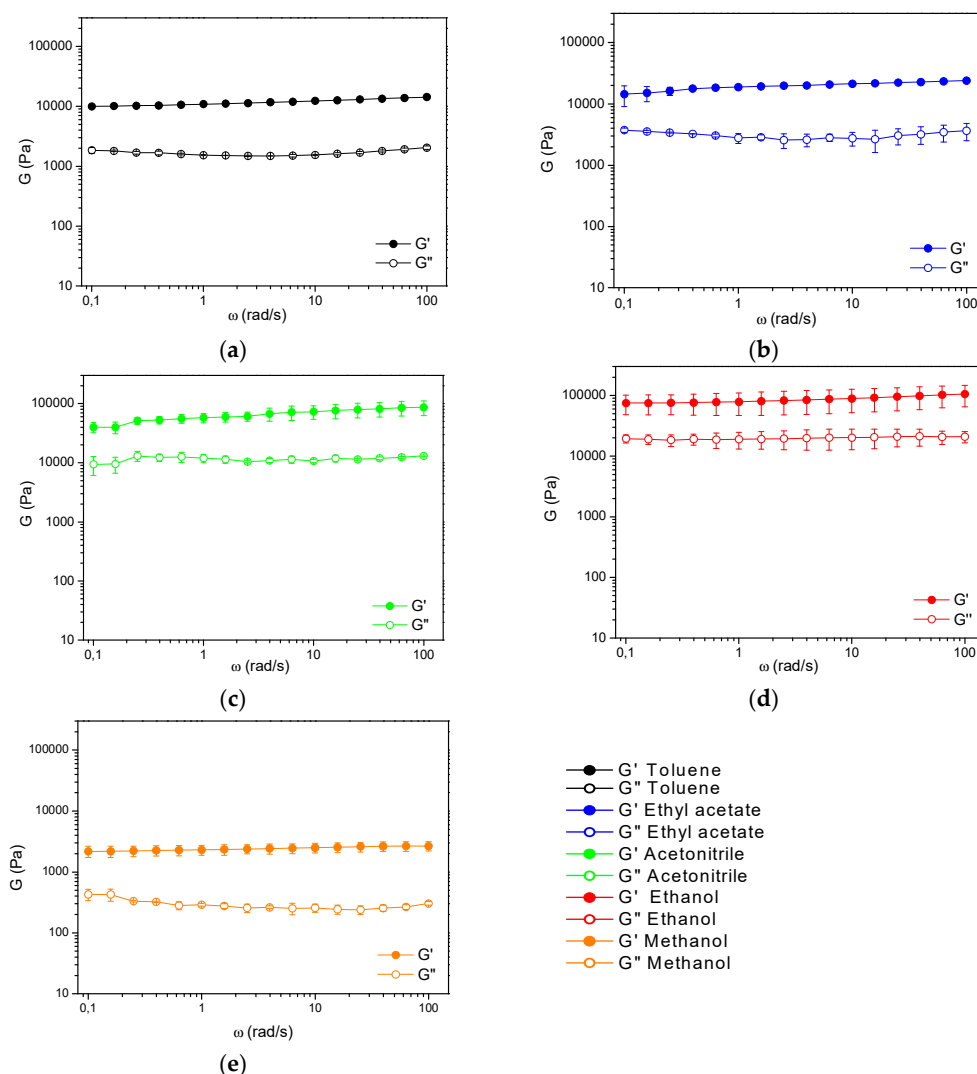 100000
10000
1000
100
10
G (Pa)
G'
G"
0,1 1 10 100
ω (rad/s)
(a)
100000
10000
1000
100
10
G (Pa)
G'
G"
0,1 1 10 100
ω (rad/s)
(b)
100000
10000
1000
100
10
G (Pa)
G'
G"
0,1 1 10 100
ω (rad/s)
(c)
100000
10000
1000
100
10
G (Pa)
G'
G"
0,1 1 10 100
ω (rad/s)
(d)
100000
10000
1000
100
10
G (Pa)
G'
G"
0,1 1 10 100
ω (rad/s)
(e)
G' Toluene
G" Toluene
G' Ethyl acetate
G" Ethyl acetate
G' Acetonitrile
G" Acetonitrile
G' Ethanol
G" Ethanol
G' Methanol
G" Methanol